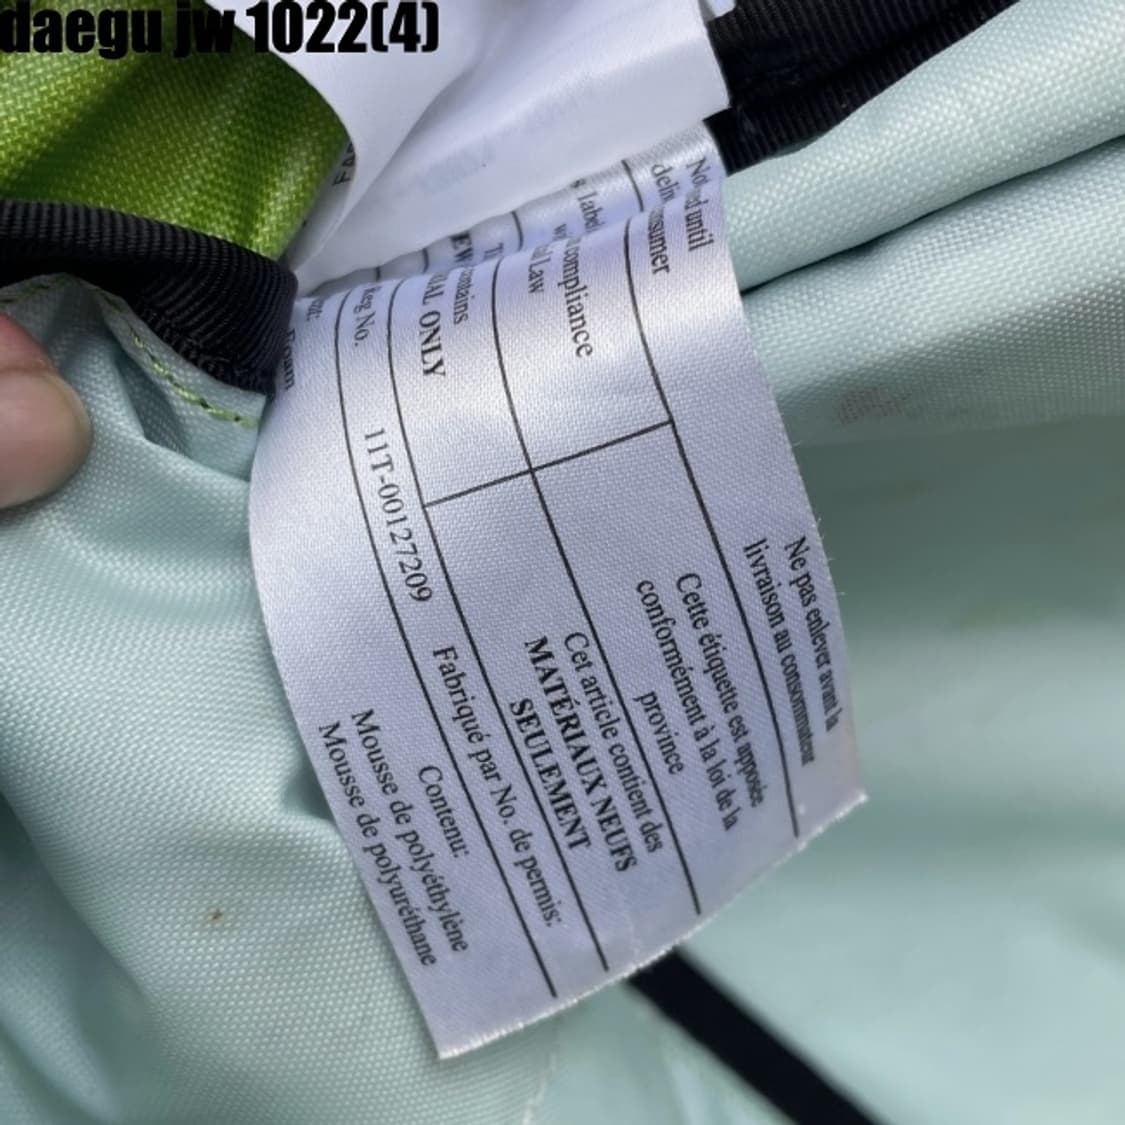 daegu jw 1022(4)
until
label
compliance
Law
ONLY
Reg No.
11T-00127209
Ne pas enlever avant la
livraison au consommateur
Cette étiquette est apposée
conformément à la loi de la
province
Cet article contient des
MATÉRIAUX NEUFS
SEULEMENT
Fabriqué par No. de permis:
Contenu:
Mousse de polyéthylène
Mousse de polyuréthane